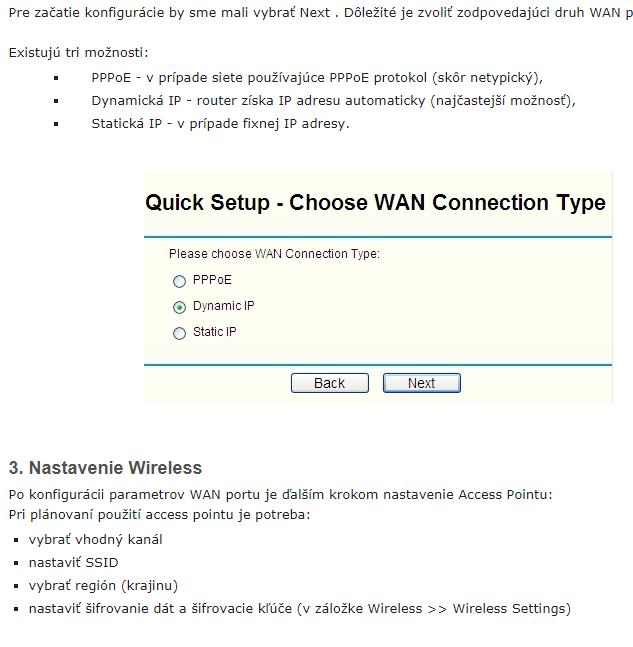 Pre začatie konfigurácie by sme mali vybrať Next . Dôležité je zvoliť zodpovedajúci druh WAN p
Existujú tri možnosti:
▪ PPPoE - v prípade siete používajúce PPPoE protokol (skôr netypický),
▪ Dynamická IP - router získa IP adresu automaticky (najčastejší možnosť),
▪ Statická IP - v prípade fixnej IP adresy.
Quick Setup - Choose WAN Connection Type
Please choose WAN Connection Type:
PPPoE
Dynamic IP
Static IP
Back Next
3. Nastavenie Wireless
Po konfigurácii parametrov WAN portu je ďalším krokom nastavenie Access Pointu:
Pri plánovaní použití access pointu je potreba:
▪ vybrať vhodný kanál
▪ nastaviť SSID
▪ vybrať región (krajinu)
▪ nastaviť šifrovanie dát a šifrovacie kľúče (v záložke Wireless >> Wireless Settings)